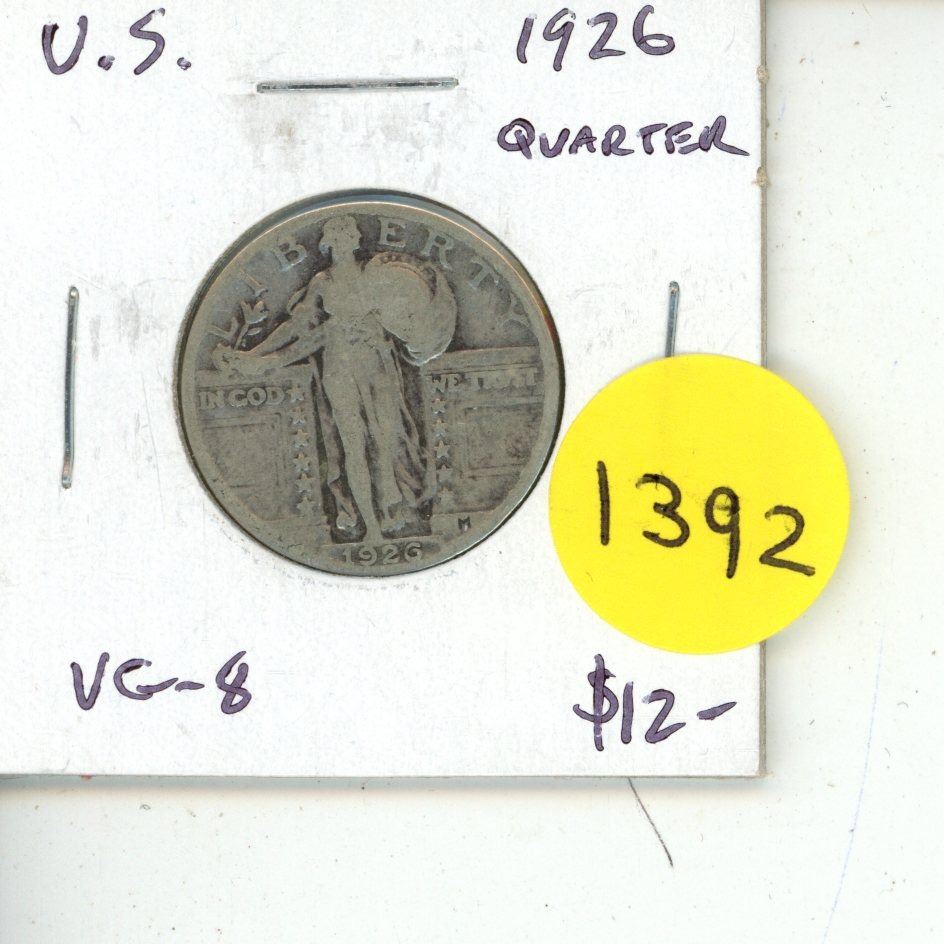 U.S. 1926
QUARTER
LIBERTY
IN GOD WE TRUST
M
1926
1392
VG-8 $12-